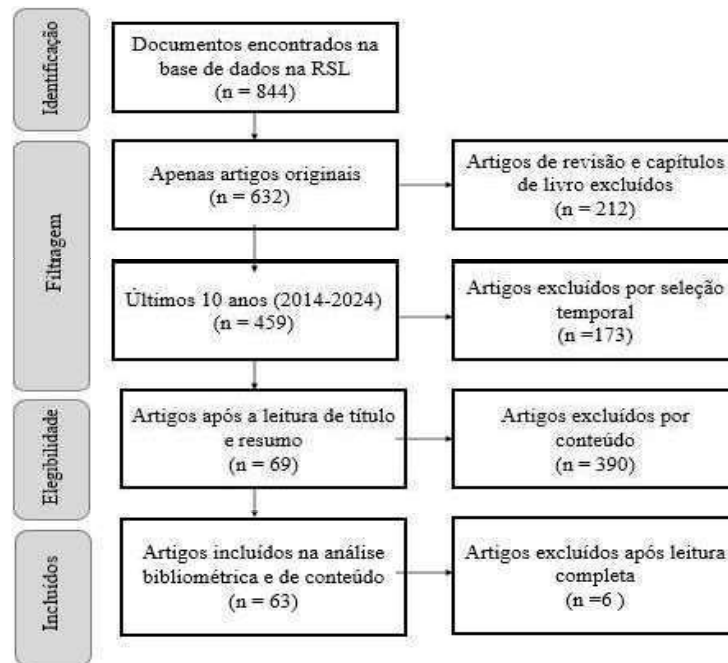 Identificação
Documentos encontrados na
base de dados na RSL
(n = 844)
Filtragem
Apenas artigos originais
(n = 632)
Artigos de revisão e capítulos
de livro excluídos
(n = 212)
Últimos 10 anos (2014-2024)
(n = 459)
Artigos excluídos por seleção
temporal
(n =173)
Elegibilidade
Artigos após a leitura de título
e resumo
(n = 69)
Artigos excluídos por
conteúdo
(n = 390)
Incluídos
Artigos incluídos na análise
bibliométrica e de conteúdo
(n = 63)
Artigos excluídos após leitura
completa
(n =6 )